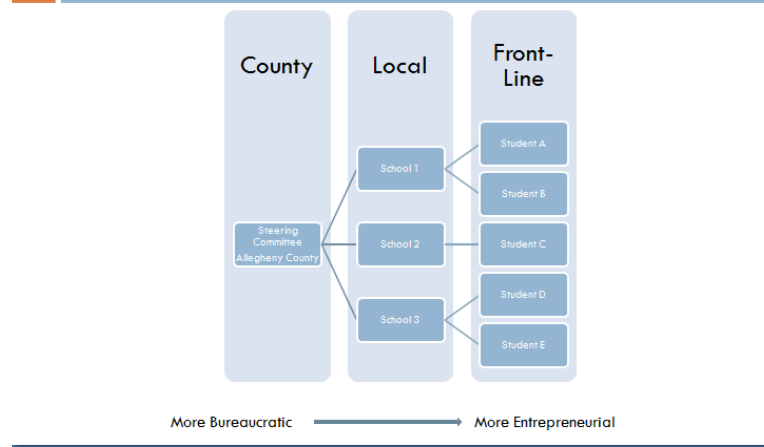 County
Local
Front-
Line
Student A
School 1
Student B
Steering
Committee
Allegheny County
School 2
Student C
Student D
School 3
Student E
More Bureaucratic
More Entrepreneurial